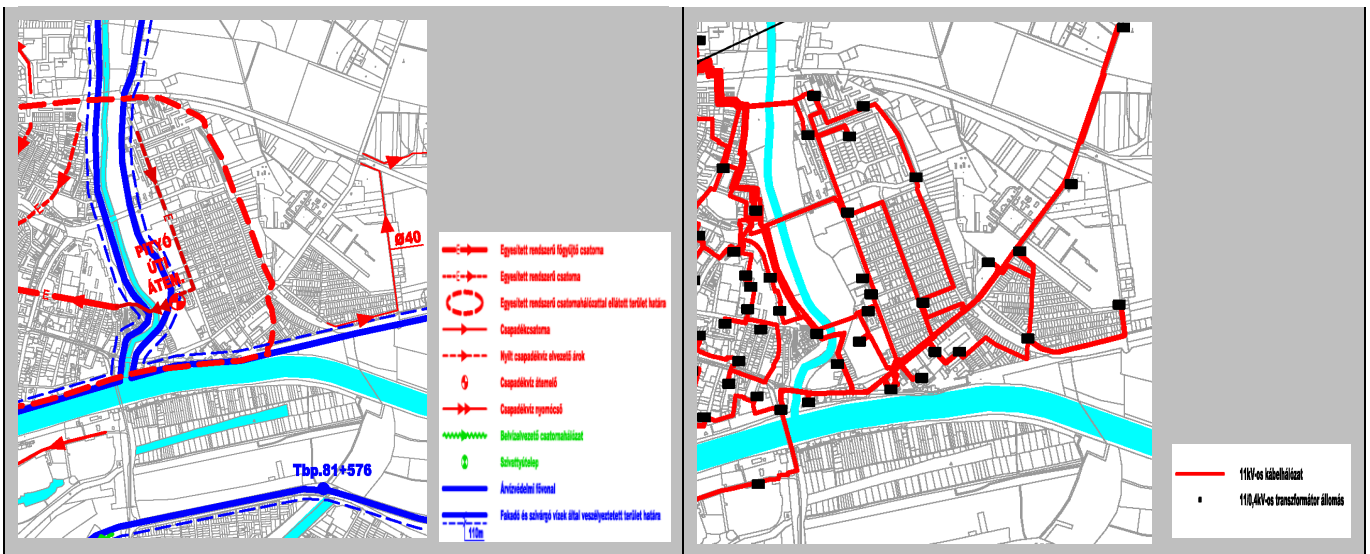 PITYÓ
ÚTI
ÁTEM.
E
E
E
Ø40
Tbp.81+576
Egyesített rendszerű főgyűjtő csatorna
Egyesített rendszerű csatorna
Egyesített rendszerű csatornahálózattal ellátott terület határa
Csapadékcsatorna
Nyílt csapadékvíz elvezető árok
Csapadékvíz átemelő
Csapadékvíz nyomócső
Belvízelvezető csatornahálózat
Szivattyútelep
Árvízvédelmi fővonal
Fakadó és szivárgó vizek által veszélyeztetett terület határa
110m
11kV-os kábelhálózat
11/0,4kV-os transzformátor állomás